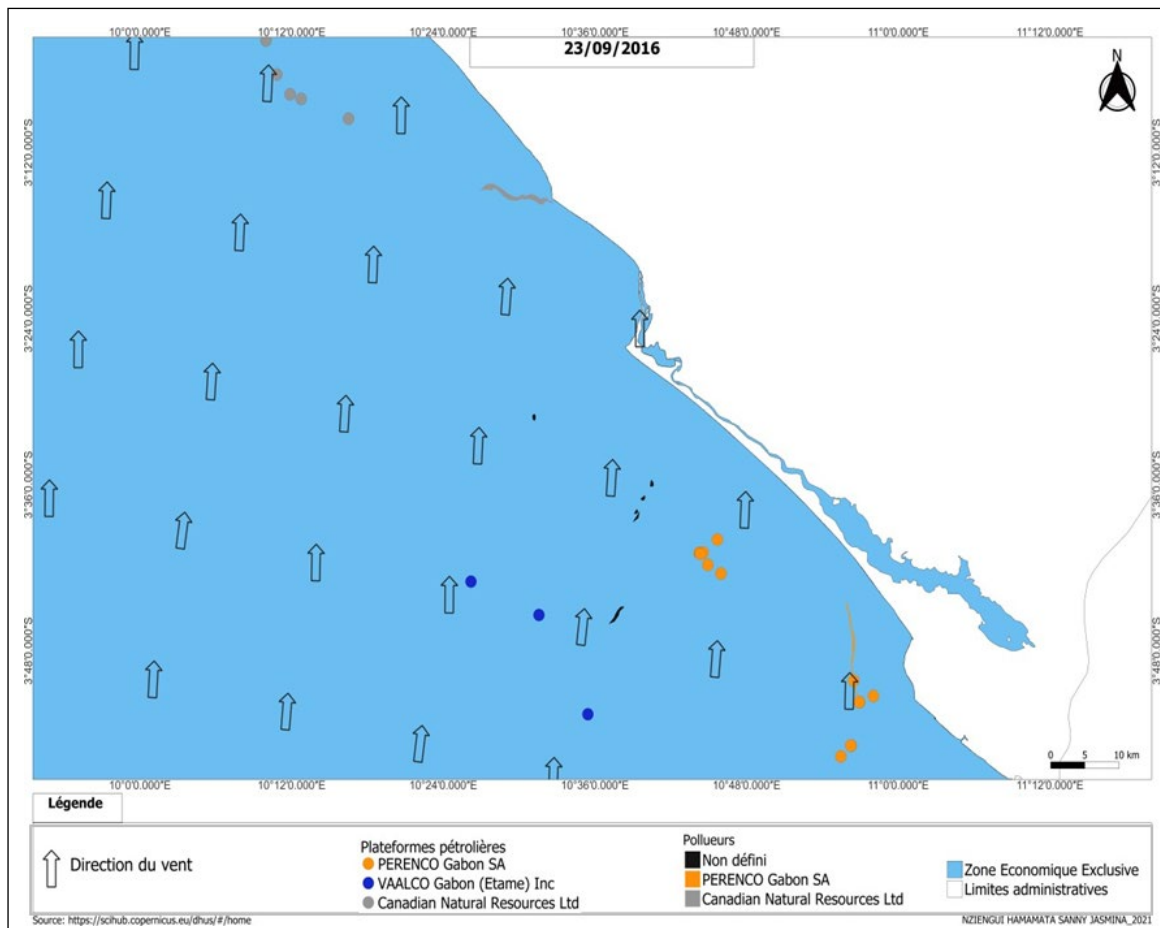 10°0'0.000"E 10°12'0.000"E 10°24'0.000"E 10°36'0.000"E 10°48'0.000"E 11°0'0.000"E 11°12'0.000"E
23/09/2016
N
3°12'0.000"S 3°12'0.000"S
3°24'0.000"S 3°24'0.000"S
3°36'0.000"S 3°36'0.000"S
3°48'0.000"S 3°48'0.000"S
0 5 10 km
10°0'0.000"E 10°12'0.000"E 10°24'0.000"E 10°36'0.000"E 10°48'0.000"E 11°0'0.000"E 11°12'0.000"E
Légende
Direction du vent
Plateformes pétrolières
PERENCO Gabon SA
VAALCO Gabon (Etame) Inc
Canadian Natural Resources Ltd
Pollueurs
Non défini
PERENCO Gabon SA
Canadian Natural Resources Ltd
Zone Economique Exclusive
Limites administratives
Source: https://scihub.copernicus.eu/dhus/#/home
NZIENGUI HAMAMATA SANNY JASMINA_2021